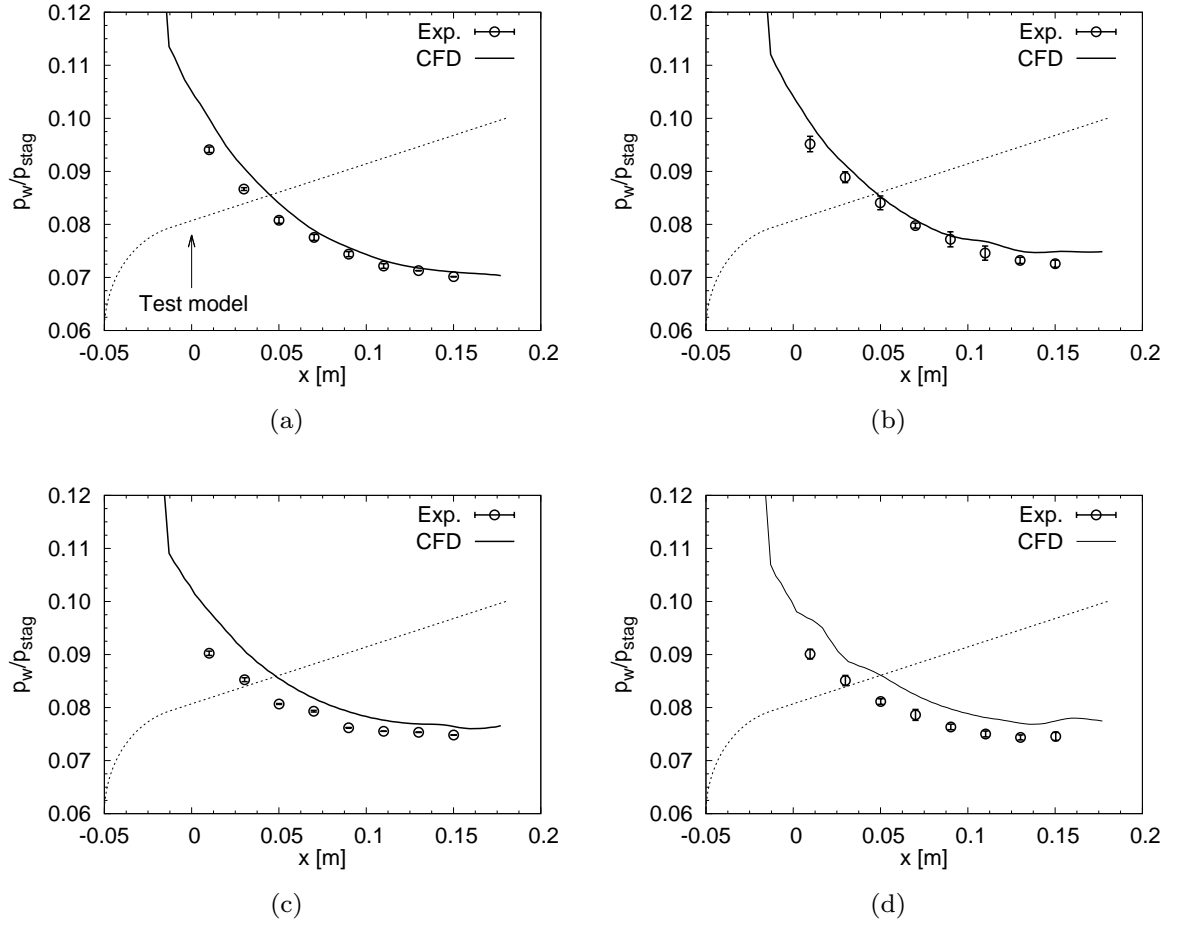 0.12
0.11
0.10
0.09
0.08
0.07
0.06
-0.05
0
0.05
0.1
0.15
0.2
p_w/p_stag
x [m]
Exp.
CFD
Test model
(a)
0.12
0.11
0.10
0.09
0.08
0.07
0.06
-0.05
0
0.05
0.1
0.15
0.2
p_w/p_stag
x [m]
Exp.
CFD
(b)
0.12
0.11
0.10
0.09
0.08
0.07
0.06
-0.05
0
0.05
0.1
0.15
0.2
p_w/p_stag
x [m]
Exp.
CFD
(c)
0.12
0.11
0.10
0.09
0.08
0.07
0.06
-0.05
0
0.05
0.1
0.15
0.2
p_w/p_stag
x [m]
Exp.
CFD
(d)